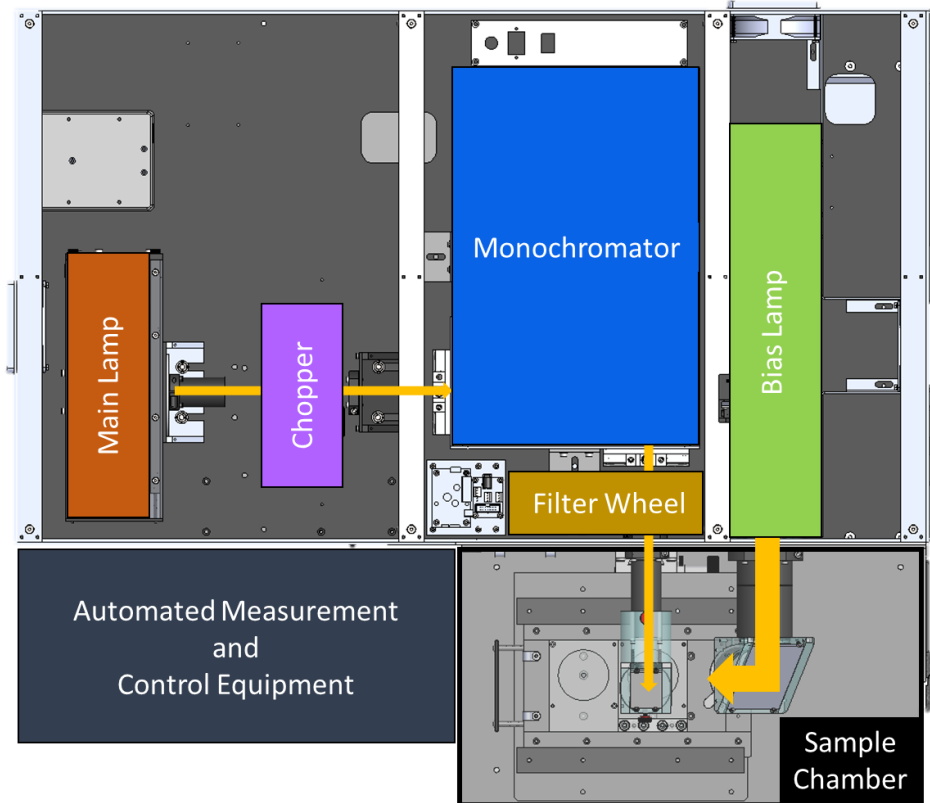 Monochromator
Main Lamp
Chopper
Bias Lamp
Filter Wheel
Automated Measurement
and
Control Equipment
Sample
Chamber